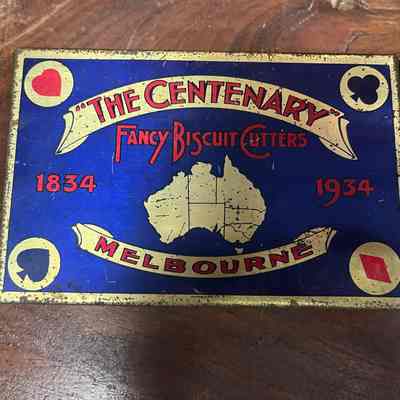 "THE CENTENARY"
FANCY BISCUIT CUTTERS
1834
1934
MELBOURNE